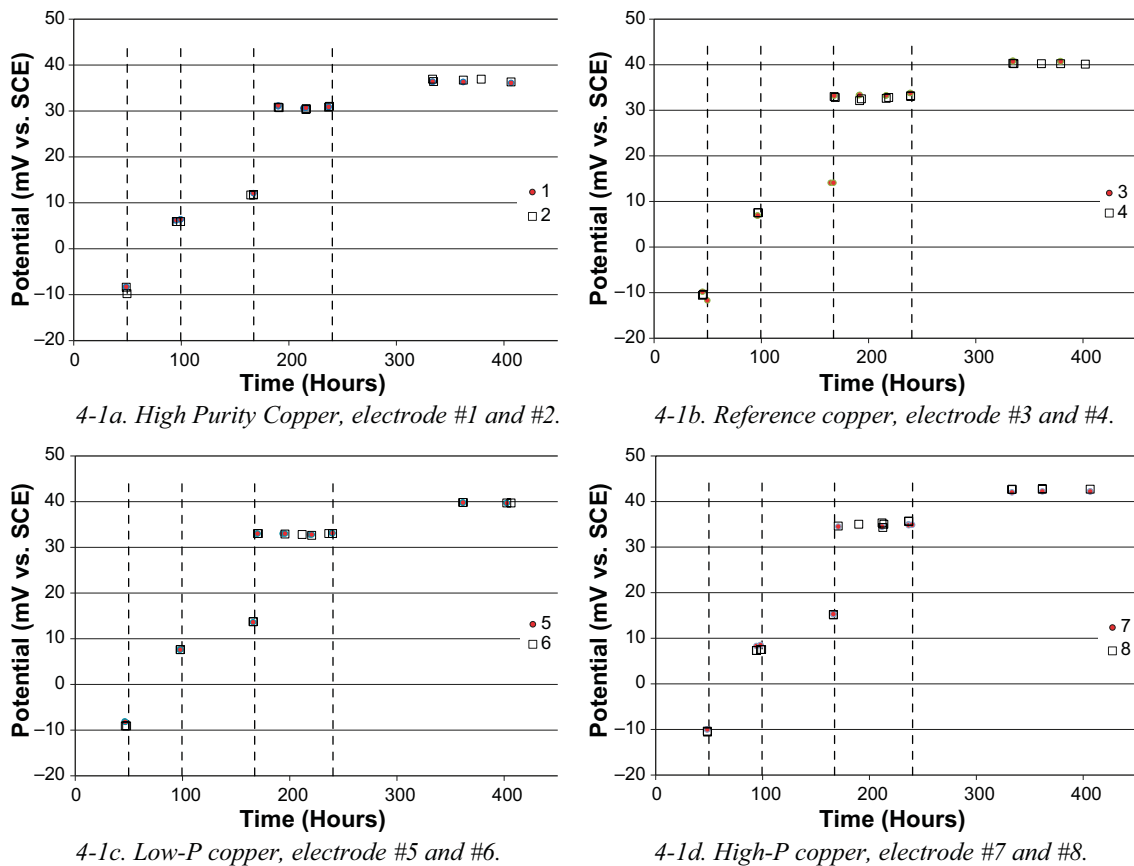 50
40
30
20
10
0
–10
–20
Potential (mV vs. SCE)
0 100 200 300 400
Time (Hours)
1
2
4-1a. High Purity Copper, electrode #1 and #2.
50
40
30
20
10
0
–10
–20
Potential (mV vs. SCE)
0 100 200 300 400
Time (Hours)
3
4
4-1b. Reference copper, electrode #3 and #4.
50
40
30
20
10
0
–10
–20
Potential (mV vs. SCE)
0 100 200 300 400
Time (Hours)
5
6
4-1c. Low-P copper, electrode #5 and #6.
50
40
30
20
10
0
–10
–20
Potential (mV vs. SCE)
0 100 200 300 400
Time (Hours)
7
8
4-1d. High-P copper, electrode #7 and #8.